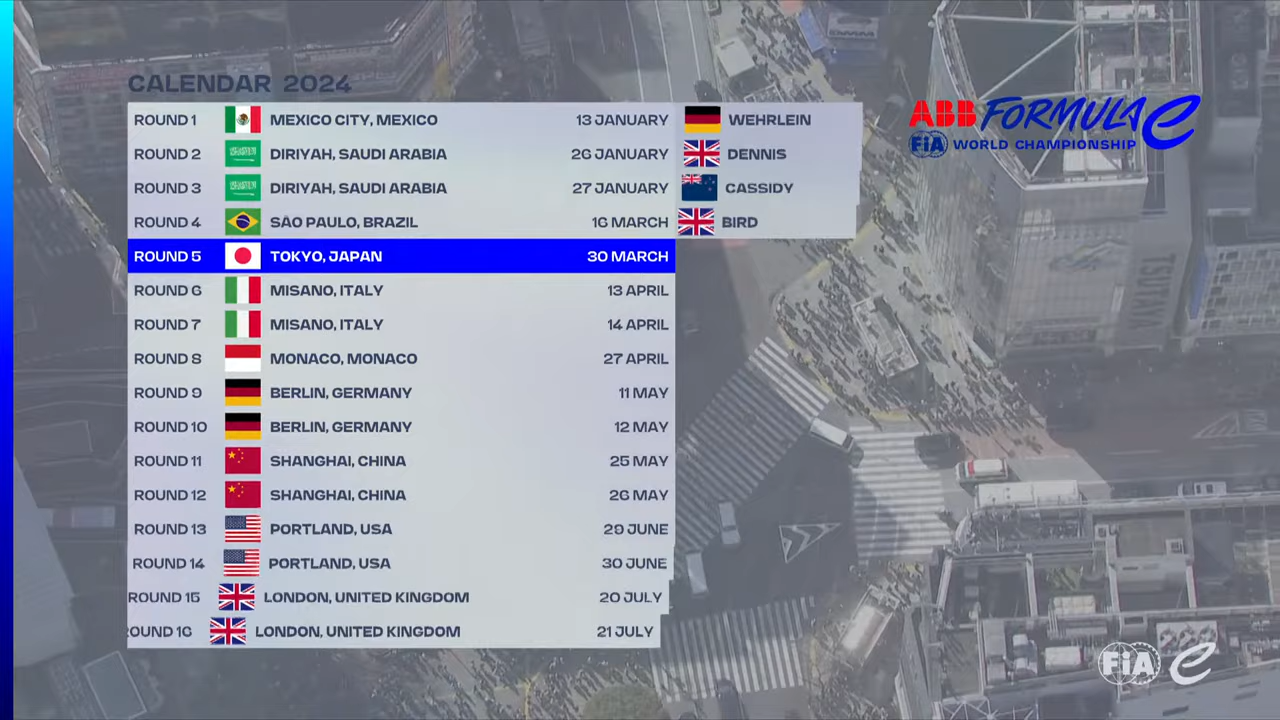 CALENDAR 2024
ROUND 1 MEXICO CITY, MEXICO 13 JANUARY WEHRLEIN
ROUND 2 DIRIYAH, SAUDI ARABIA 26 JANUARY DENNIS
ROUND 3 DIRIYAH, SAUDI ARABIA 27 JANUARY CASSIDY
ROUND 4 SÃO PAULO, BRAZIL 16 MARCH BIRD
ROUND 5 TOKYO, JAPAN 30 MARCH
ROUND 6 MISANO, ITALY 13 APRIL
ROUND 7 MISANO, ITALY 14 APRIL
ROUND 8 MONACO, MONACO 27 APRIL
ROUND 9 BERLIN, GERMANY 11 MAY
ROUND 10 BERLIN, GERMANY 12 MAY
ROUND 11 SHANGHAI, CHINA 25 MAY
ROUND 12 SHANGHAI, CHINA 26 MAY
ROUND 13 PORTLAND, USA 29 JUNE
ROUND 14 PORTLAND, USA 30 JUNE
ROUND 15 LONDON, UNITED KINGDOM 20 JULY
OUND 16 LONDON, UNITED KINGDOM 21 JULY
ABB FORMULA E
FIA WORLD CHAMPIONSHIP
TSUTAYA
FIA e